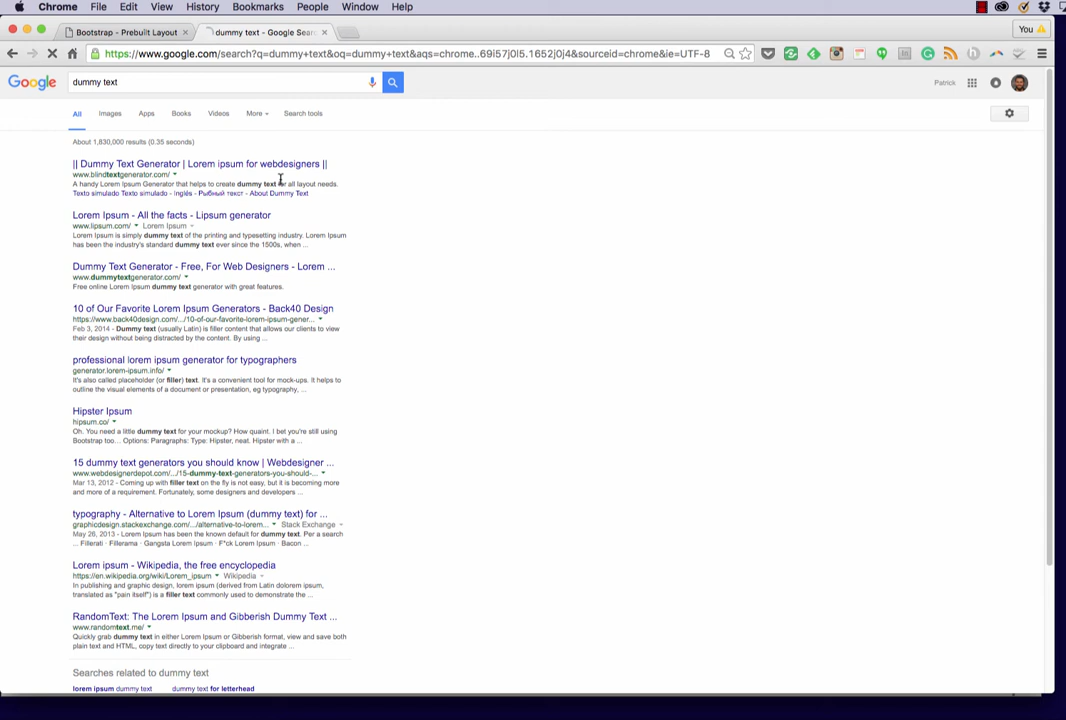 Chrome File Edit View History Bookmarks People Window Help
Bootstrap - Prebuilt Layout × dummy text - Google Sear ×
You
https://www.google.com/search?q=dummy+text&oq=dummy+text&aqs=chrome..69i57j0l5.1652j0j4&sourceid=chrome&ie=UTF-8
Google dummy text Patrick
All Images Apps Books Videos More Search tools
About 1,830,000 results (0.35 seconds)
|| Dummy Text Generator | Lorem ipsum for webdesigners ||
www.blindtextgenerator.com/
A handy Lorem Ipsum Generator that helps to create dummy text for all layout needs.
Texto simulado Texto simulado - Inglés - Рыбный текст - About Dummy Text
Lorem Ipsum - All the facts - Lipsum generator
www.lipsum.com/ Lorem Ipsum
Lorem Ipsum is simply dummy text of the printing and typesetting industry. Lorem Ipsum
has been the industry's standard dummy text ever since the 1500s, when ...
Dummy Text Generator - Free, For Web Designers - Lorem ...
www.dummytextgenerator.com/
Free online Lorem Ipsum dummy text generator with great features.
10 of Our Favorite Lorem Ipsum Generators - Back40 Design
https://www.back40design.com/.../10-of-our-favorite-lorem-ipsum-gener...
Feb 3, 2014 - Dummy text (usually Latin) is filler content that allows our clients to view
their design without being distracted by the content. By using ...
professional lorem ipsum generator for typographers
generator.lorem-ipsum.info/
It's also called placeholder (or filler) text. It's a convenient tool for mock-ups. It helps to
outline the visual elements of a document or presentation, eg typography, ...
Hipster Ipsum
hipsum.co/
Oh. You need a little dummy text for your mockup? How quaint. I bet you're still using
Bootstrap too... Options: Paragraphs: Type: Hipster, neat. Hipster with a ...
15 dummy text generators you should know | Webdesigner ...
www.webdesignerdepot.com/.../15-dummy-text-generators-you-should-...
Mar 13, 2012 - Coming up with filler text on the fly is not easy, but it is becoming more
and more of a requirement. Fortunately, some designers and developers ...
typography - Alternative to Lorem Ipsum (dummy text) for ...
graphicdesign.stackexchange.com/.../alternative-to-lorem... Stack Exchange
May 26, 2013 - Lorem Ipsum has been the known default for dummy text. Per a search
... Fillerati · Fillerama · Gangsta Lorem Ipsum · F*ck Lorem Ipsum · Bacon ...
Lorem ipsum - Wikipedia, the free encyclopedia
https://en.wikipedia.org/wiki/Lorem_ipsum Wikipedia
In publishing and graphic design, lorem ipsum (derived from Latin dolorem ipsum,
translated as "pain itself") is a filler text commonly used to demonstrate the ...
RandomText: The Lorem Ipsum and Gibberish Dummy Text ...
www.randomtext.me/
Quickly grab dummy text in either Lorem Ipsum or Gibberish format, view and save both
plain text and HTML, copy text directly to your clipboard and integrate ...
Searches related to dummy text
lorem ipsum dummy text dummy text for letterhead